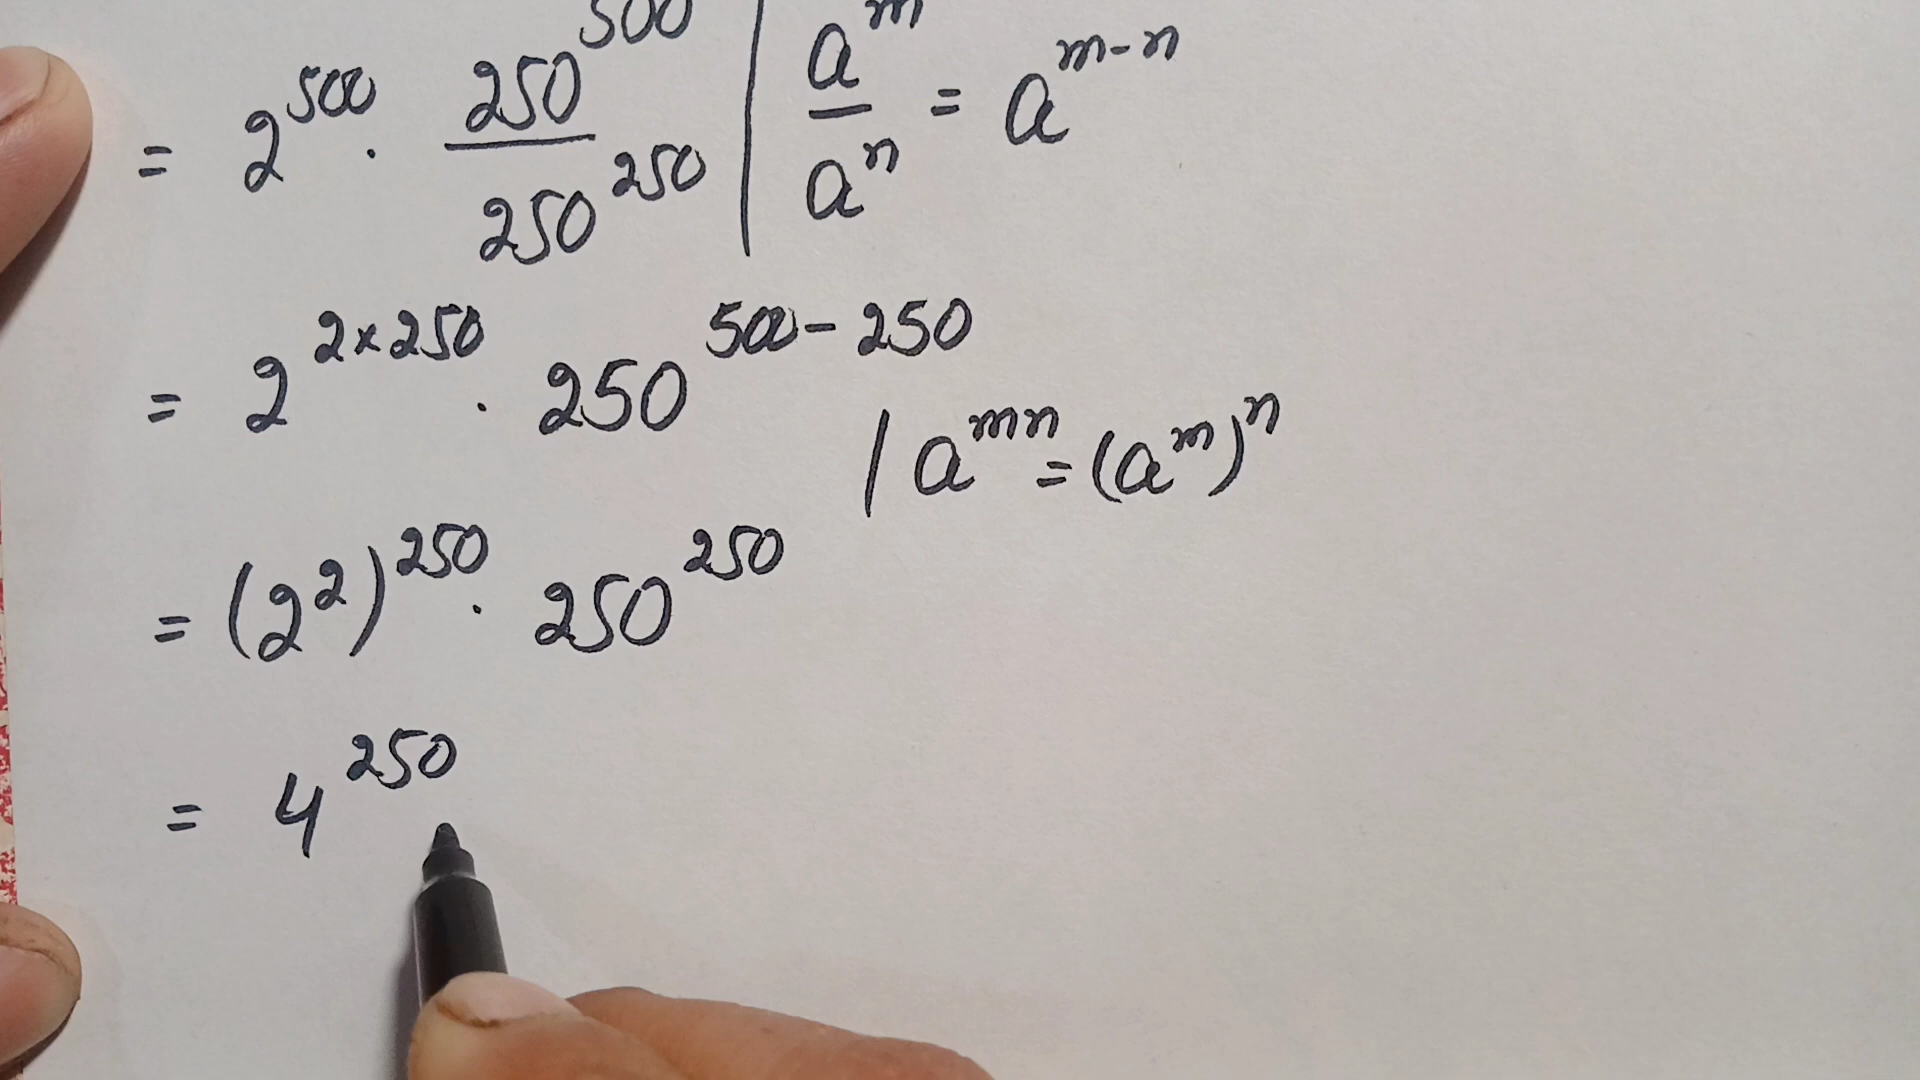 = 2^500 · 250^500 / 250^250 | a^m / a^n = a^(m-n)
= 2^(2×250) · 250^(500-250)
| a^(mn) = (a^m)^n
= (2^2)^250 · 250^250
= 4^250